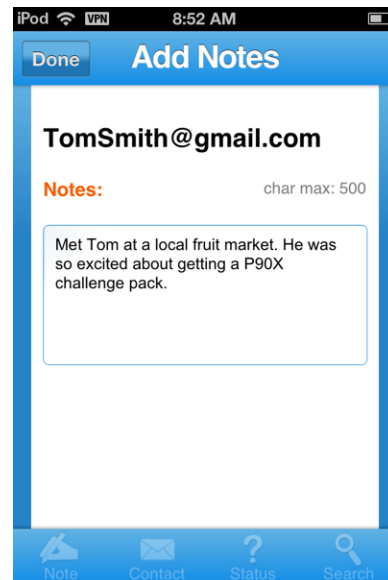 iPod VPN 8:52 AM
Done Add Notes
TomSmith@gmail.com
Notes: char max: 500
Met Tom at a local fruit market. He was
so excited about getting a P90X
challenge pack.
Note Contact Status Search